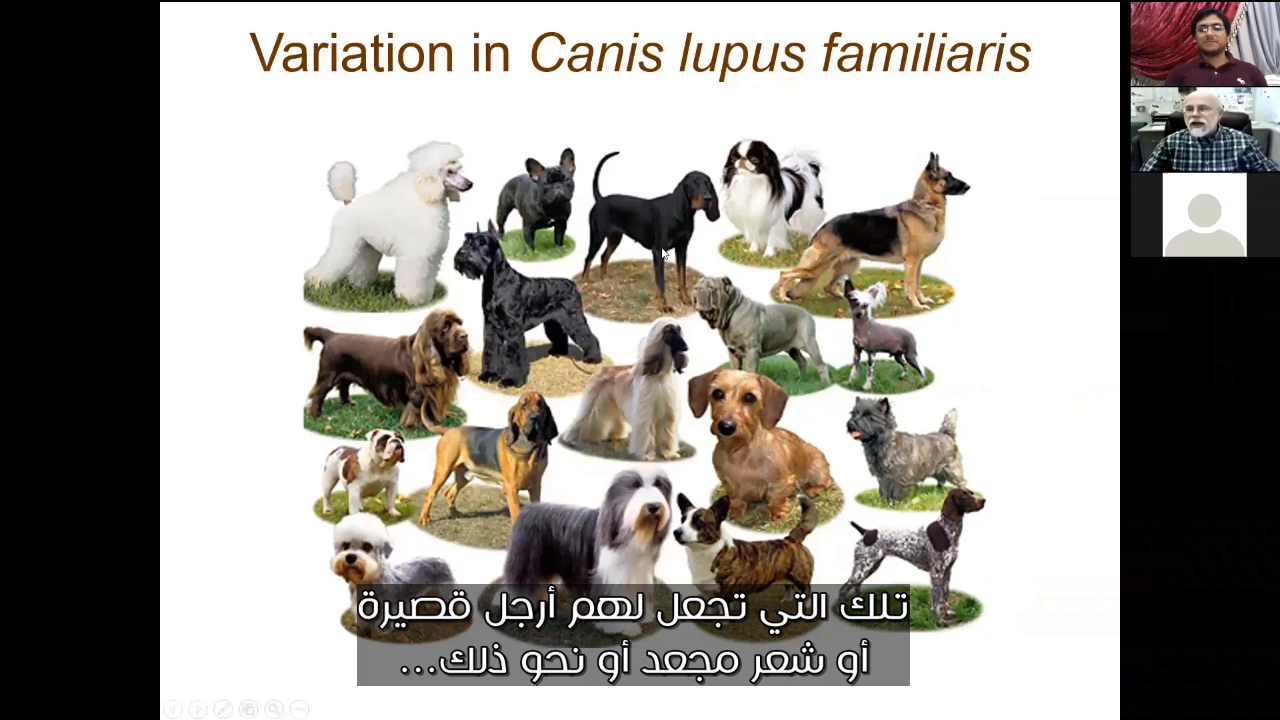 Variation in Canis lupus familiaris
تلك التي تجعل لهم أرجل قصيرة
أو شعر مجعد أو نحو ذلك...